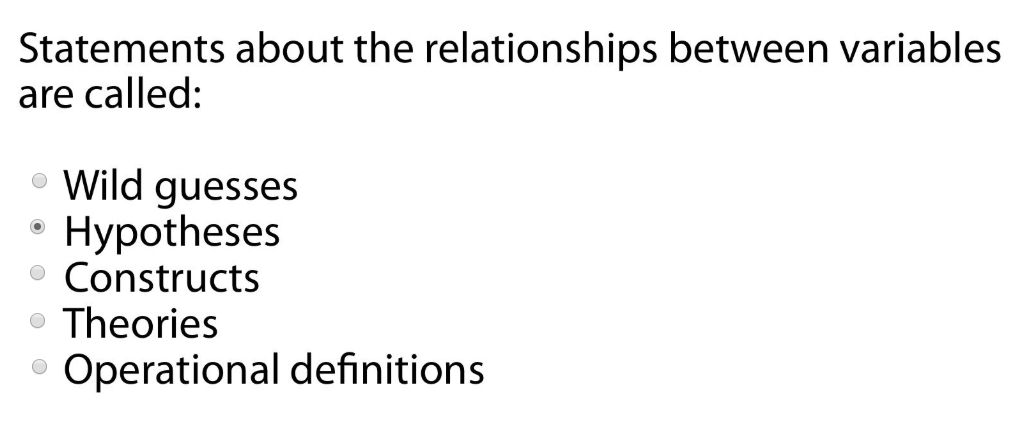 Statements about the relationships between variables
are called:
Wild guesses
Hypotheses
Constructs
Theories
Operational definitions